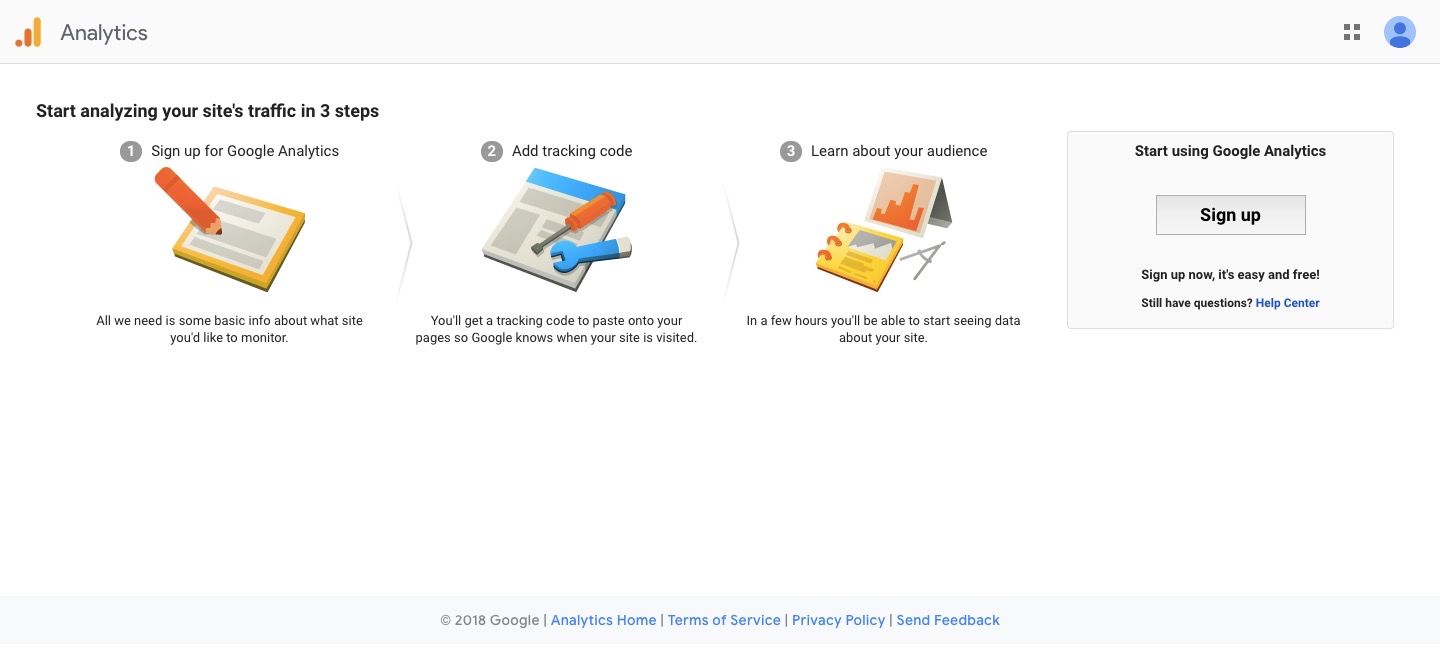 Analytics
Start analyzing your site's traffic in 3 steps
1 Sign up for Google Analytics
All we need is some basic info about what site
you'd like to monitor.
2 Add tracking code
You'll get a tracking code to paste onto your
pages so Google knows when your site is visited.
3 Learn about your audience
In a few hours you'll be able to start seeing data
about your site.
Start using Google Analytics
Sign up
Sign up now, it's easy and free!
Still have questions? Help Center
© 2018 Google | Analytics Home | Terms of Service | Privacy Policy | Send Feedback